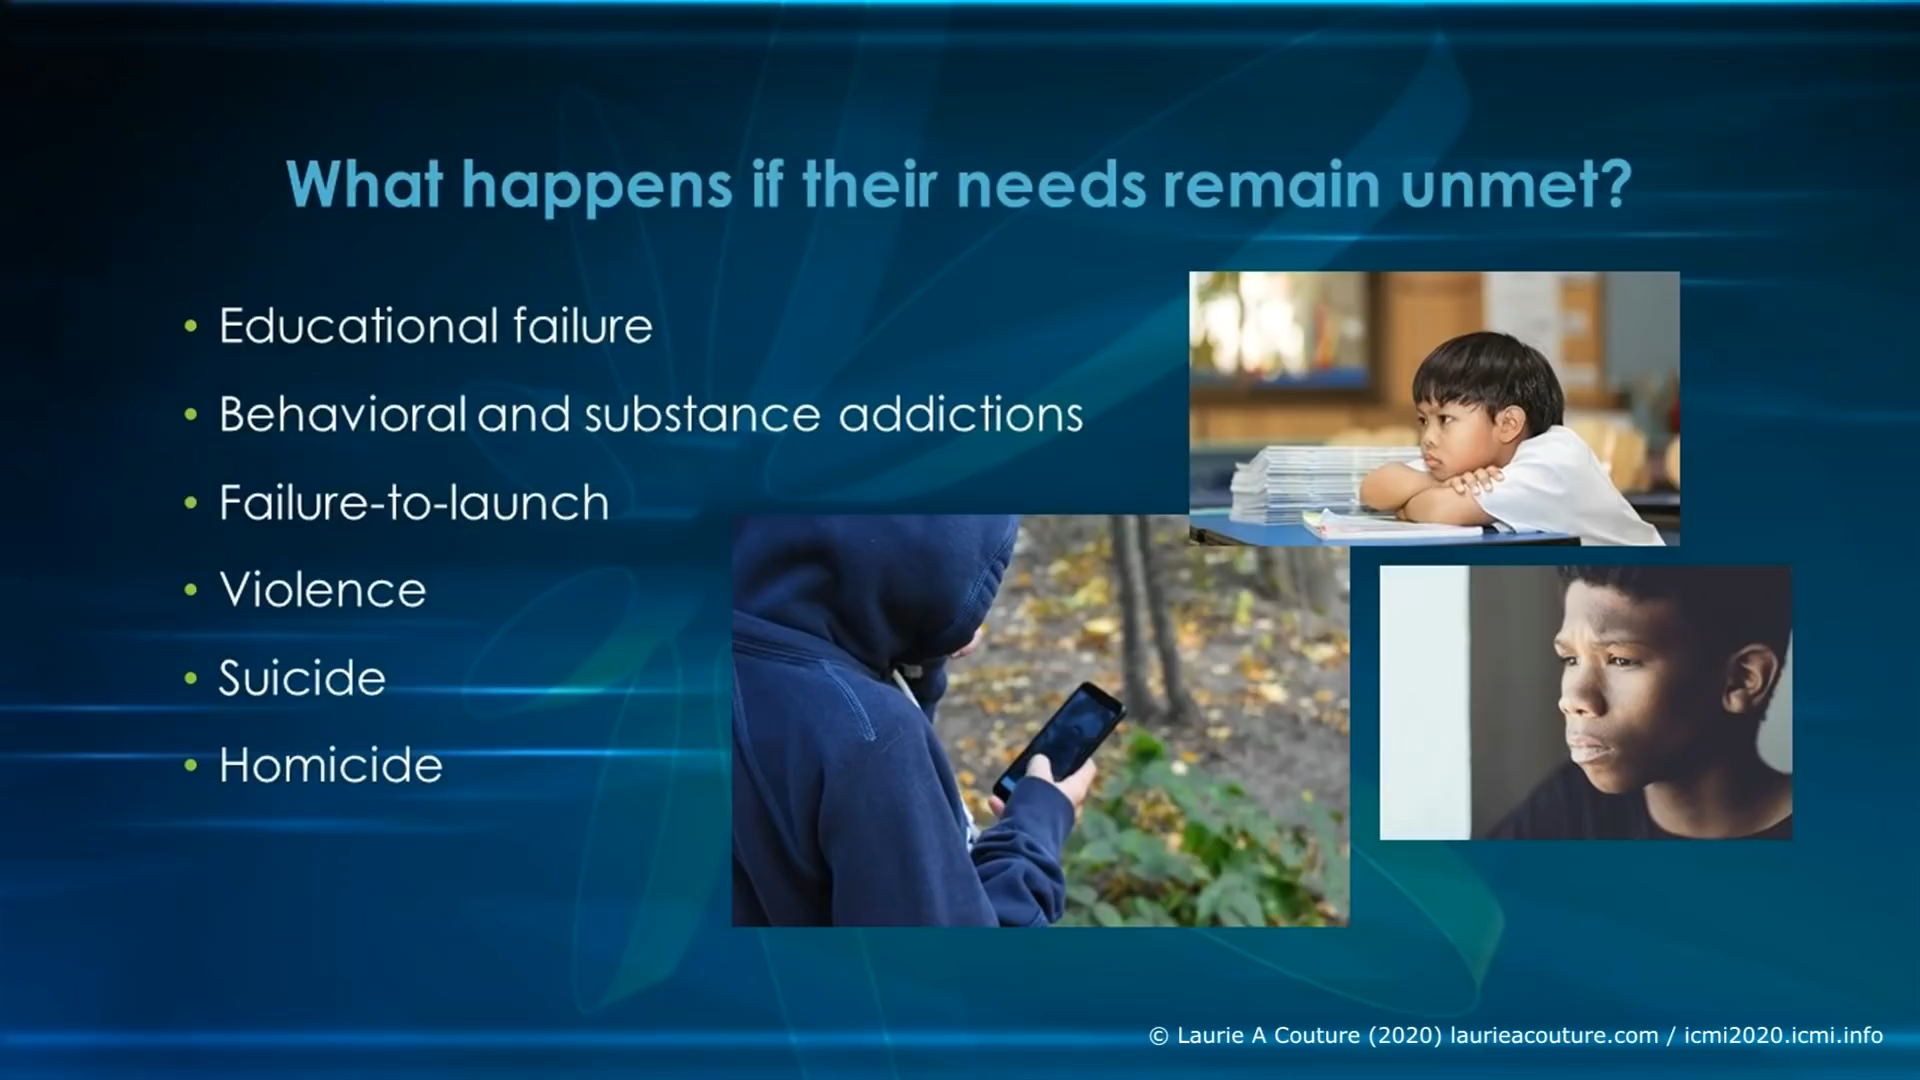 What happens if their needs remain unmet?
• Educational failure
• Behavioral and substance addictions
• Failure-to-launch
• Violence
• Suicide
• Homicide
© Laurie A Couture (2020) laurieacouture.com / icmi2020.icmi.info